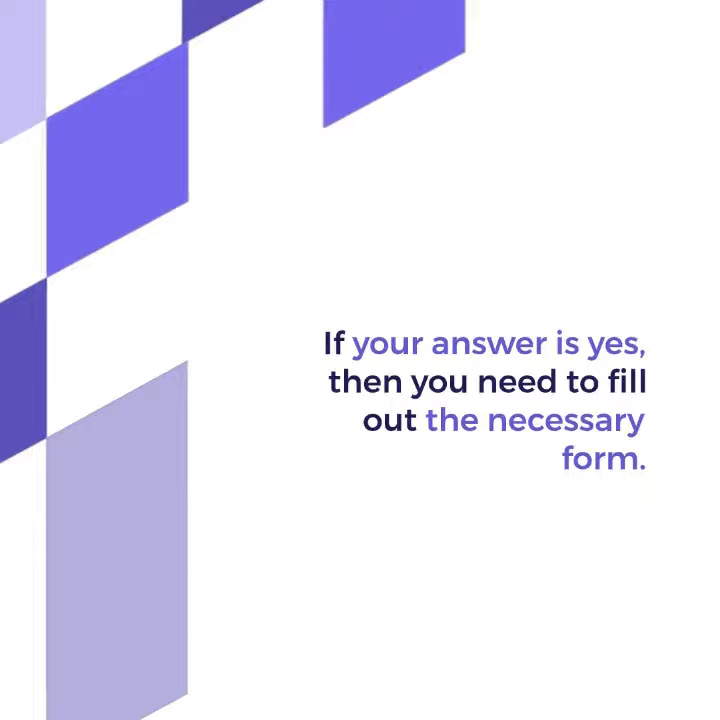 If your answer is yes,
then you need to fill
out the necessary
form.